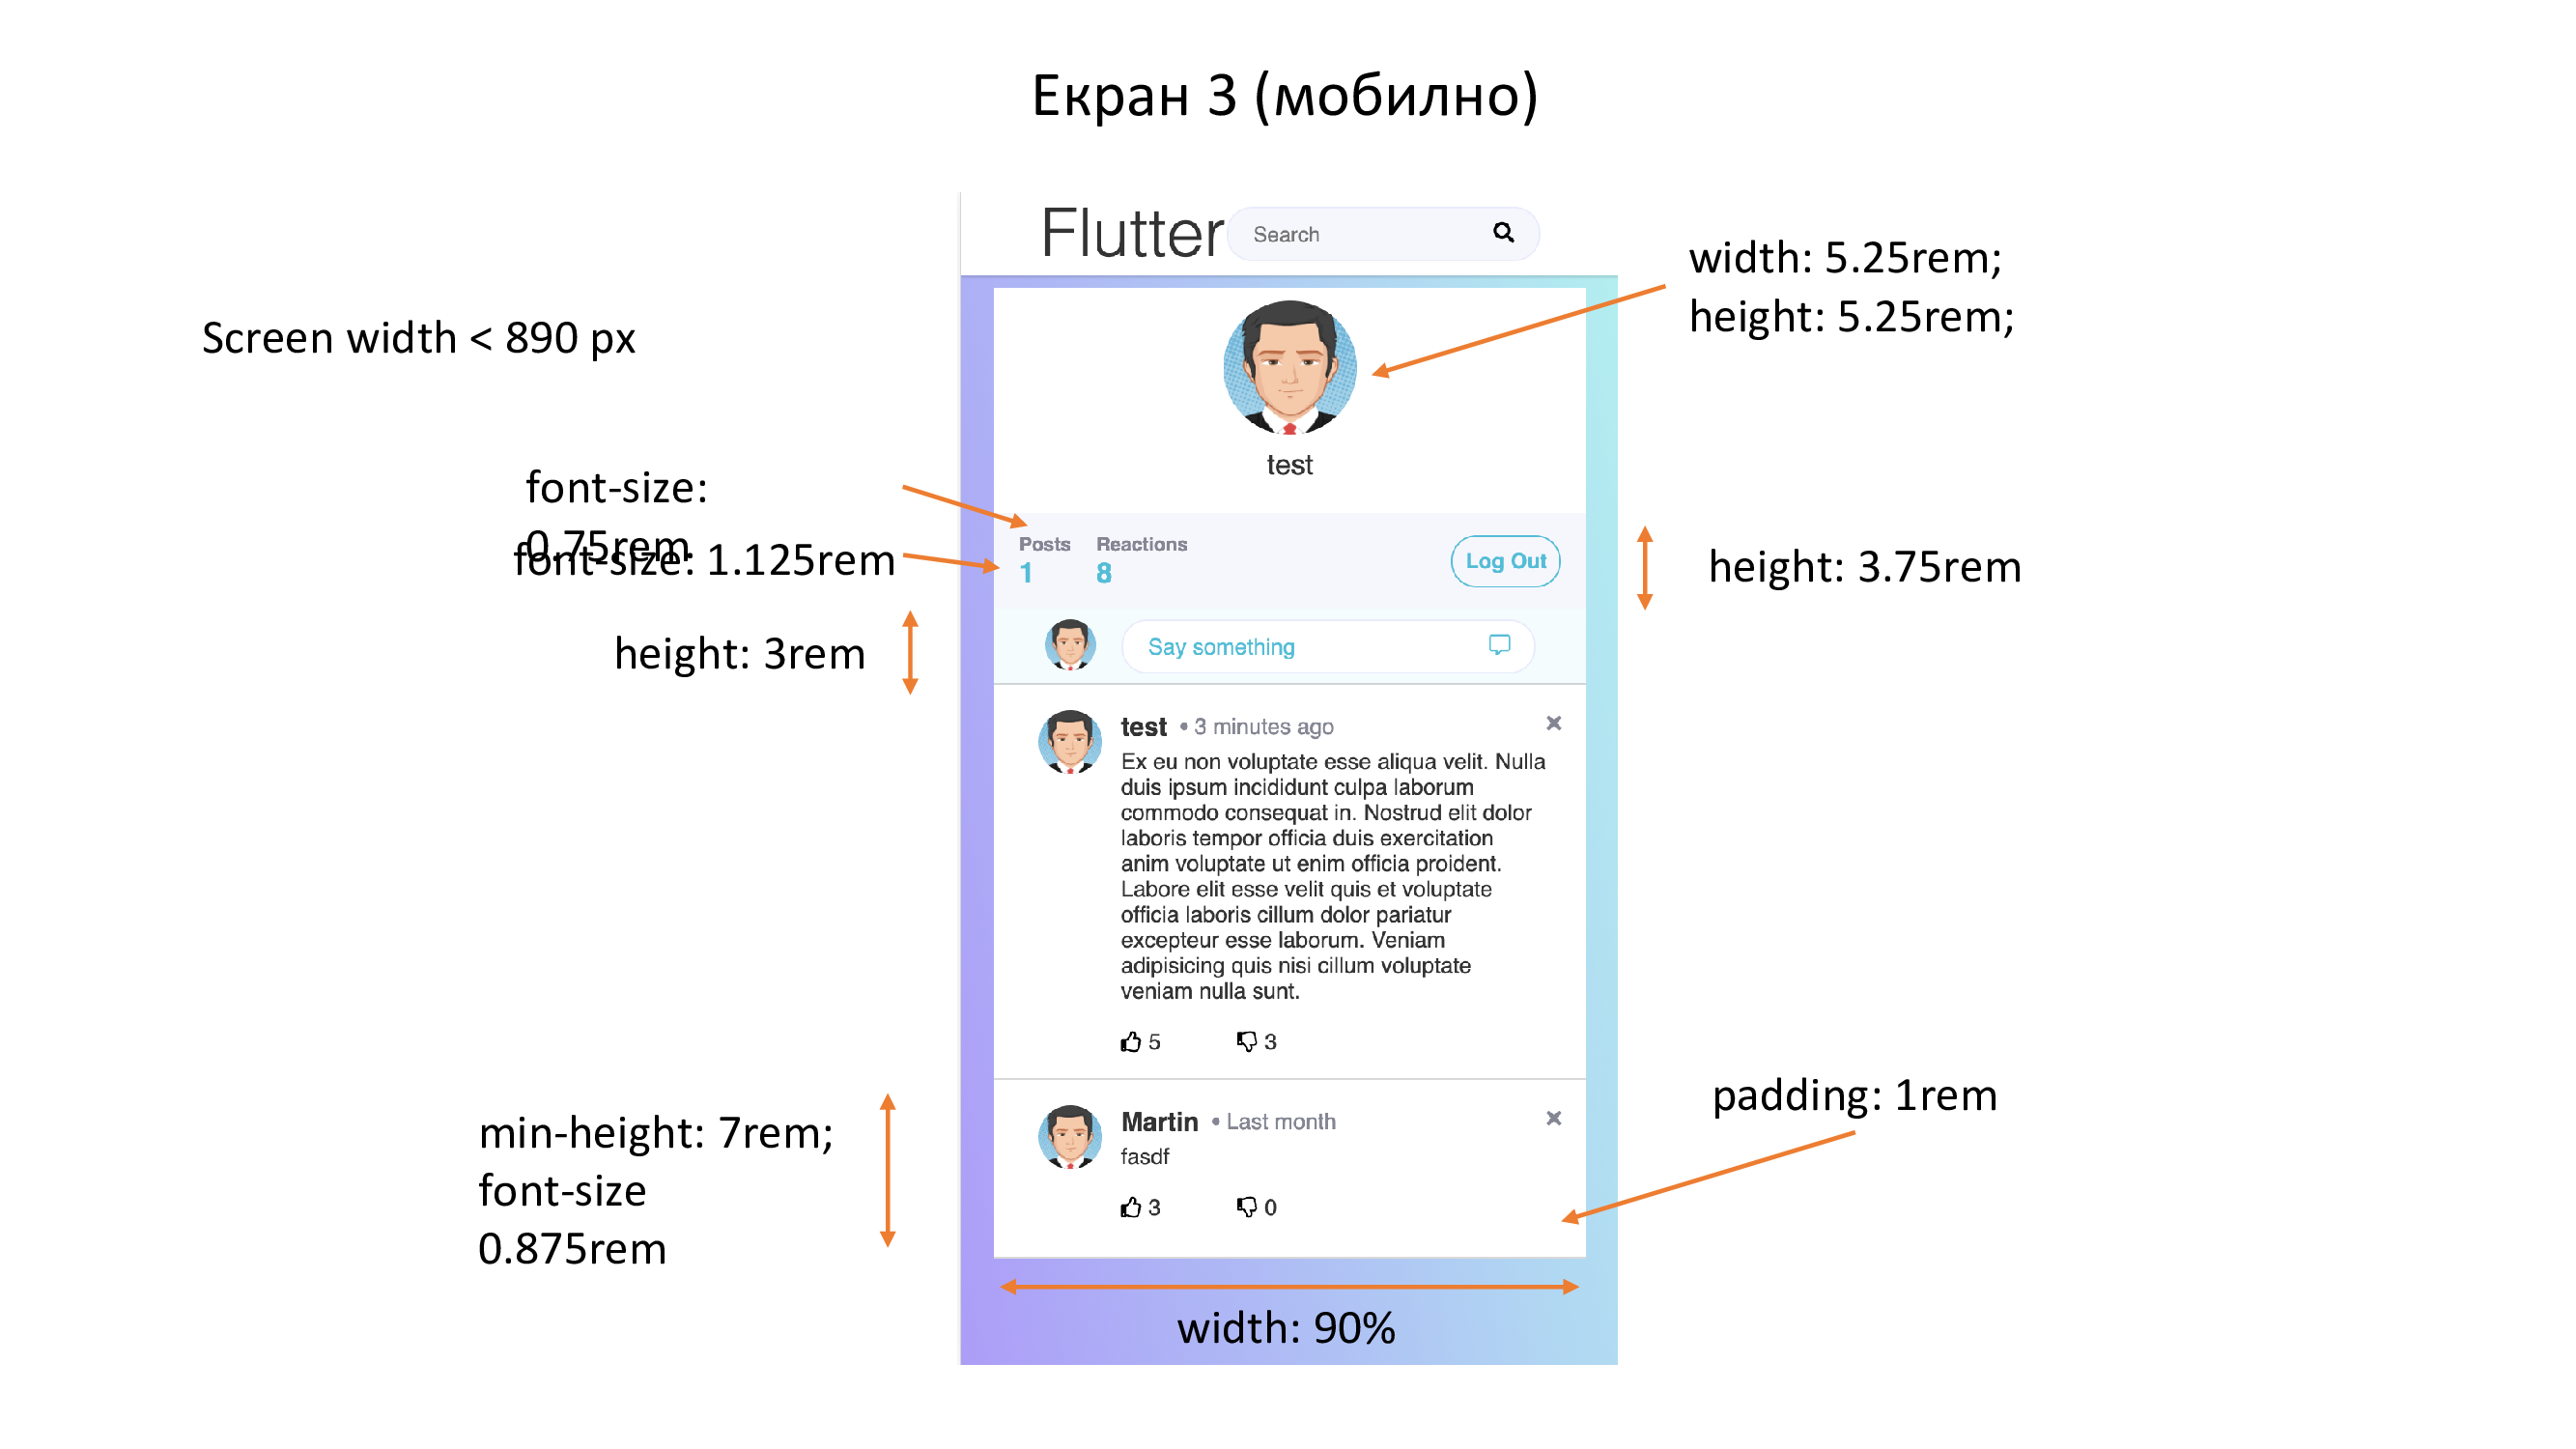 Екран 3 (мобилно)
Flutter
Search
width: 5.25rem;
height: 5.25rem;
Screen width < 890 px
test
font-size:
0.75rem
font-size: 1.125rem
Posts Reactions
1 8
Log Out
height: 3.75rem
height: 3rem
Say something
test • 3 minutes ago
Ex eu non voluptate esse aliqua velit. Nulla
duis ipsum incididunt culpa laborum
commodo consequat in. Nostrud elit dolor
laboris tempor officia duis exercitation
anim voluptate ut enim officia proident.
Labore elit esse velit quis et voluptate
officia laboris cillum dolor pariatur
excepteur esse laborum. Veniam
adipisicing quis nisi cillum voluptate
veniam nulla sunt.
5 3
Martin • Last month
fasdf
3 0
padding: 1rem
min-height: 7rem;
font-size
0.875rem
width: 90%